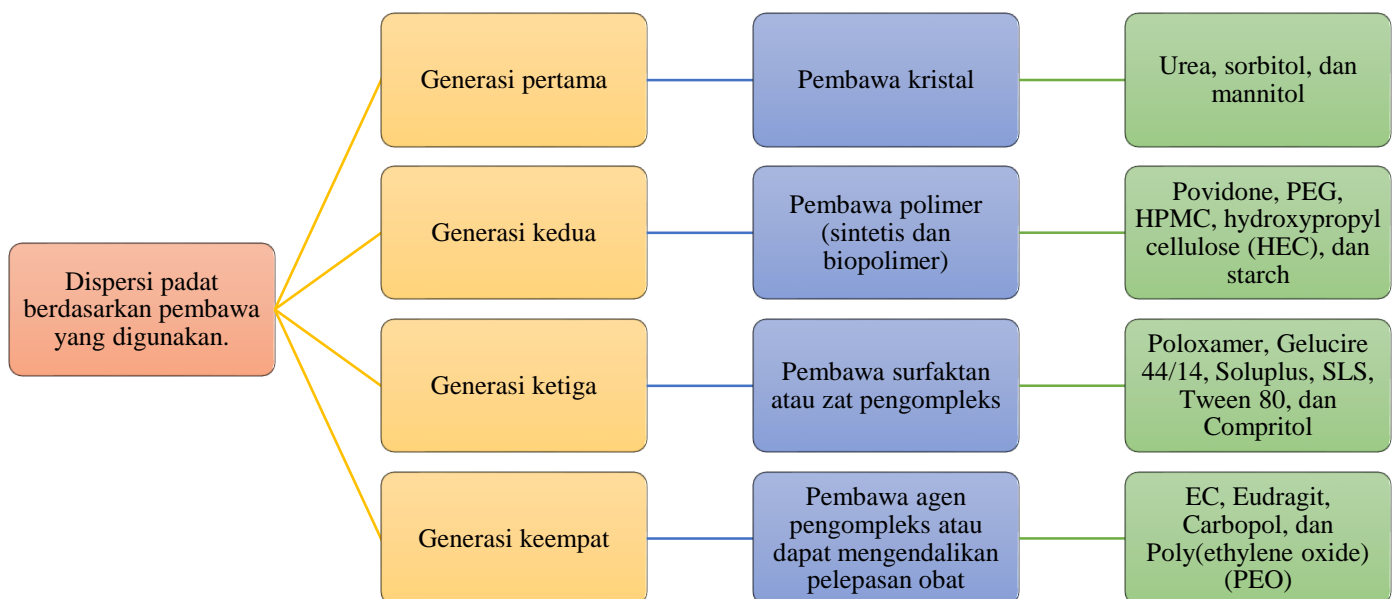 Dispersi padat
berdasarkan pembawa
yang digunakan.
Generasi pertama
Pembawa kristal
Urea, sorbitol, dan
mannitol
Generasi kedua
Pembawa polimer
(sintetis dan
biopolimer)
Povidone, PEG,
HPMC, hydroxypropyl
cellulose (HEC), dan
starch
Generasi ketiga
Pembawa surfaktan
atau zat pengompleks
Poloxamer, Gelucire
44/14, Soluplus, SLS,
Tween 80, dan
Compritol
Generasi keempat
Pembawa agen
pengompleks atau
dapat mengendalikan
pelepasan obat
EC, Eudragit,
Carbopol, dan
Poly(ethylene oxide)
(PEO)